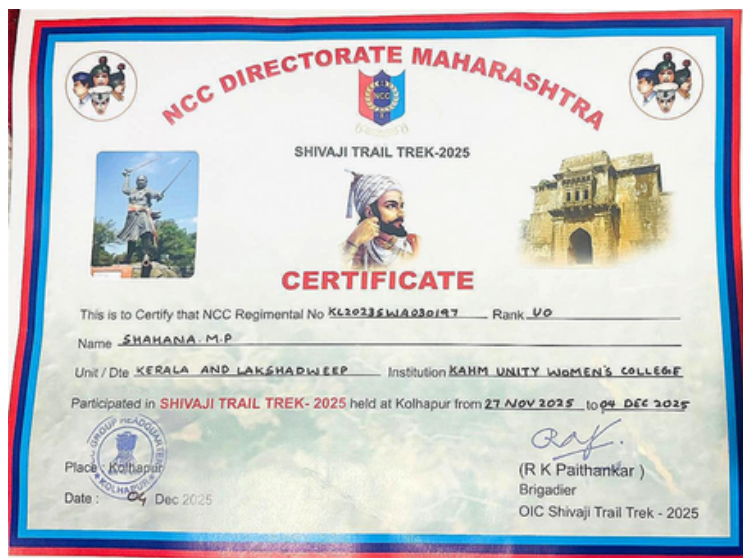 NCC DIRECTORATE MAHARASHTRA
NCC
SHIVAJI TRAIL TREK-2025
CERTIFICATE
This is to Certify that NCC Regimental No KL2023SWA030197 Rank UO
Name SHAHANA.M.P
Unit / Dte KERALA AND LAKSHADWEEP Institution KAHM UNITY WOMEN'S COLLEGE
Participated in SHIVAJI TRAIL TREK- 2025 held at Kolhapur from 27 NOV 2025 to 04 DEC 2025
GROUP HEADQUARTER
KOLHAPUR
Place : Kolhapur
Date : 04 Dec 2025
(R K Paithankar )
Brigadier
OIC Shivaji Trail Trek - 2025